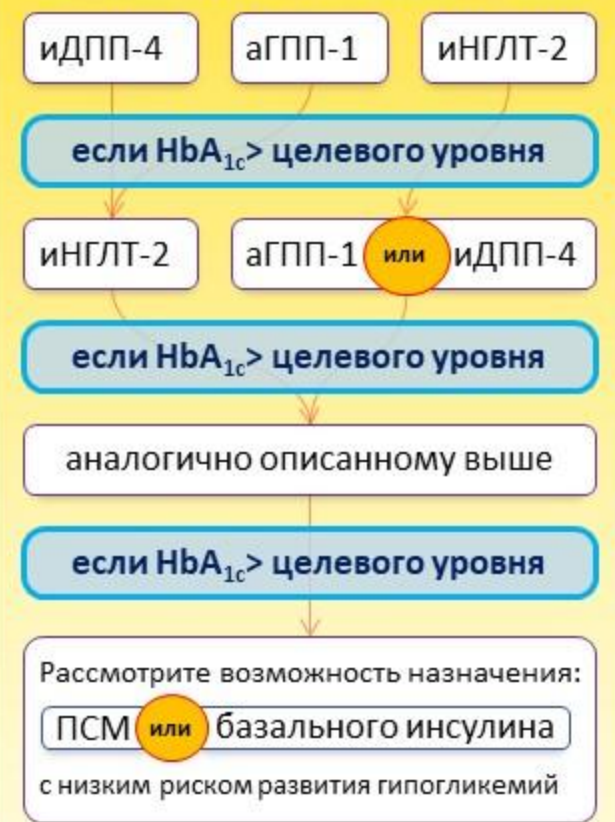 иДПП-4 аГПП-1 иНГЛТ-2
если HbA1c> целевого уровня
иНГЛТ-2 аГПП-1 или иДПП-4
если HbA1c> целевого уровня
аналогично описанному выше
если HbA1c> целевого уровня
Рассмотрите возможность назначения:
ПСМ или базального инсулина
с низким риском развития гипогликемий